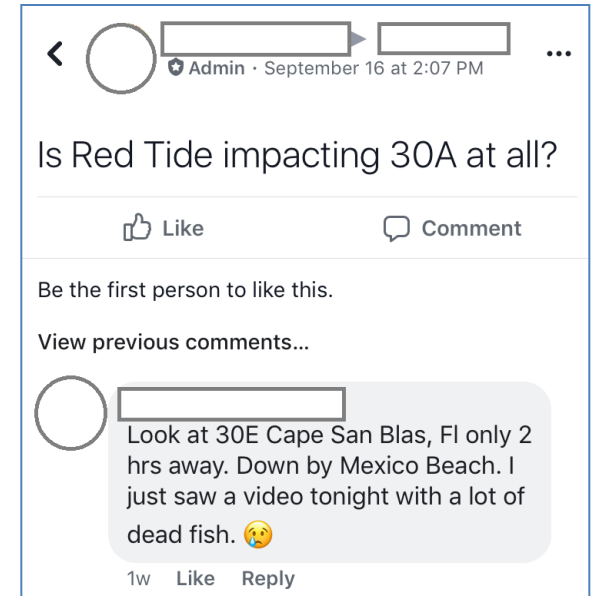 Admin · September 16 at 2:07 PM
Is Red Tide impacting 30A at all?
Like
Comment
Be the first person to like this.
View previous comments...
Look at 30E Cape San Blas, Fl only 2
hrs away. Down by Mexico Beach. I
just saw a video tonight with a lot of
dead fish. 😢
1w Like Reply